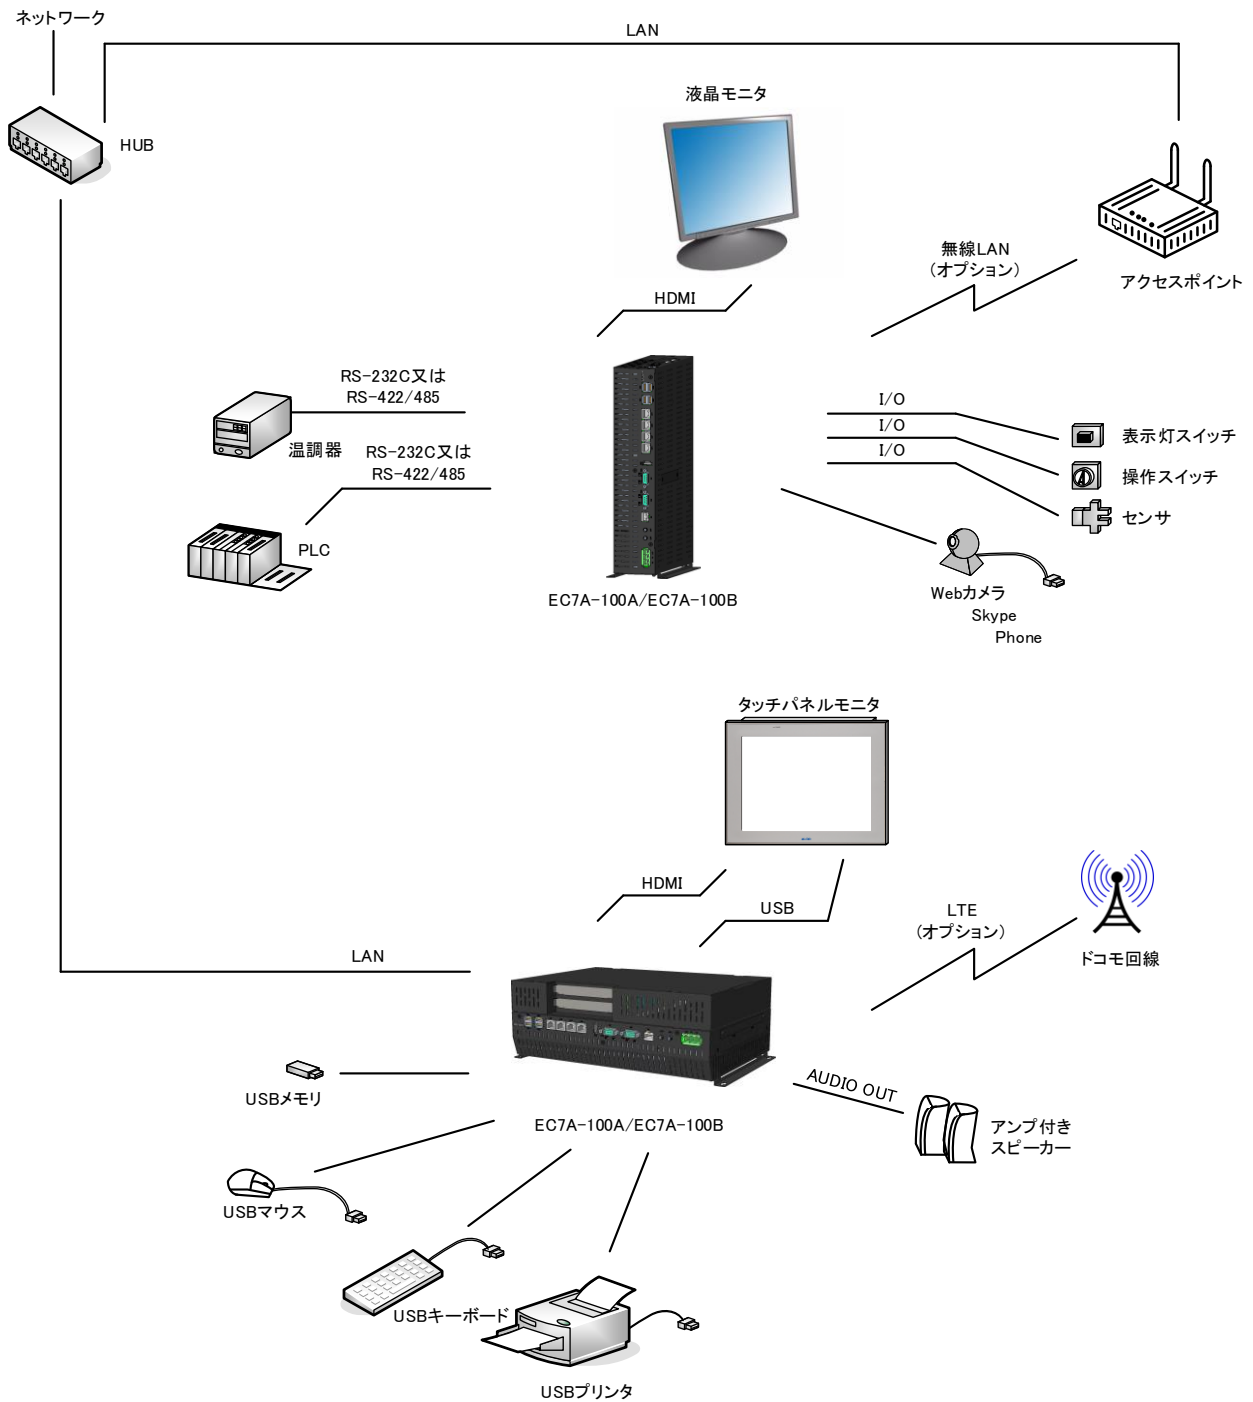 ネットワーク
LAN
HUB
液晶モニタ
無線LAN
(オプション)
アクセスポイント
HDMI
RS-232C又は
RS-422/485
温調器
RS-232C又は
RS-422/485
PLC
I/O
I/O
I/O
表示灯スイッチ
操作スイッチ
センサ
EC7A-100A/EC7A-100B
Webカメラ
Skype
Phone
タッチパネルモニタ
HDMI
USB
LTE
(オプション)
ドコモ回線
LAN
USBメモリ
EC7A-100A/EC7A-100B
AUDIO OUT
アンプ付き
スピーカー
USBマウス
USBキーボード
USBプリンタ